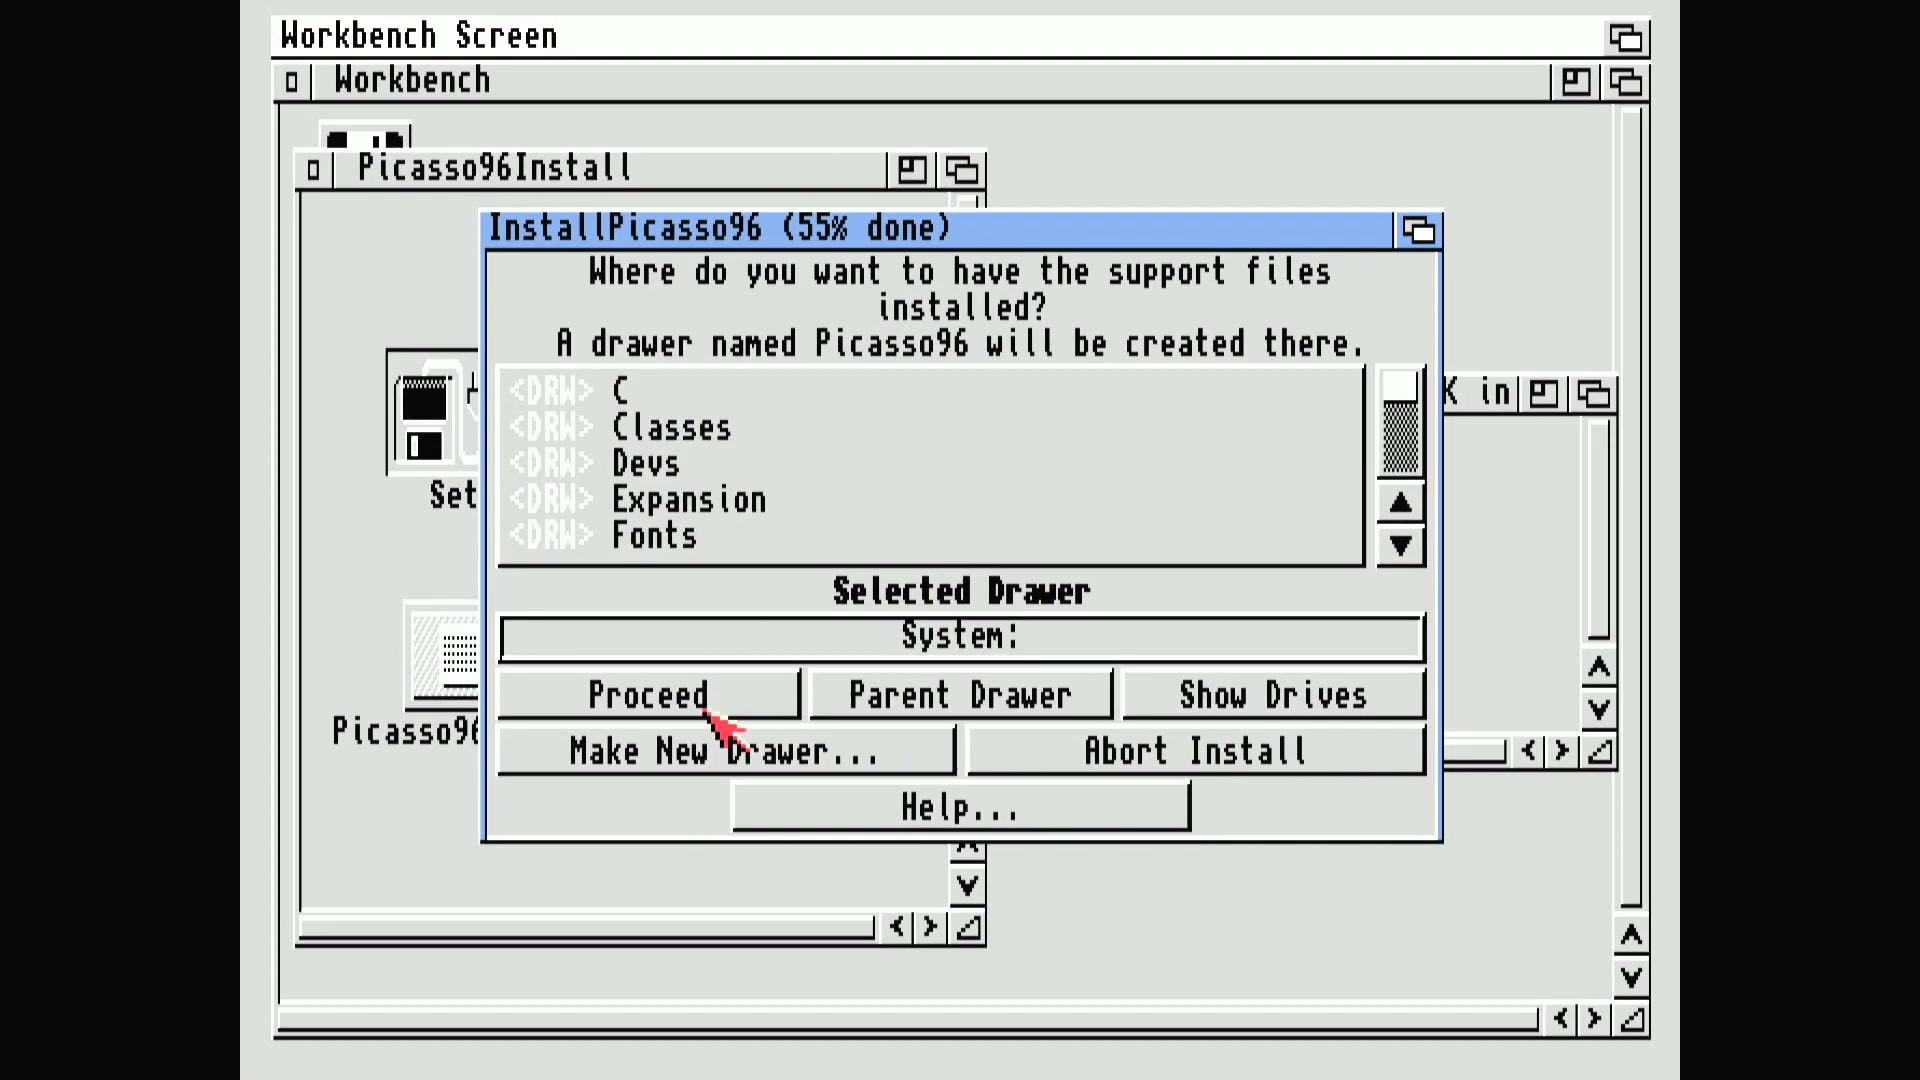 Workbench Screen
Workbench
Picasso96Install
InstallPicasso96 (55% done)
Where do you want to have the support files
installed?
A drawer named Picasso96 will be created there.
<DRW> C
<DRW> Classes
<DRW> Devs
<DRW> Expansion
<DRW> Fonts
Selected Drawer
System:
Proceed
Parent Drawer
Show Drives
Make New Drawer...
Abort Install
Help...
K in
Set
Picasso96